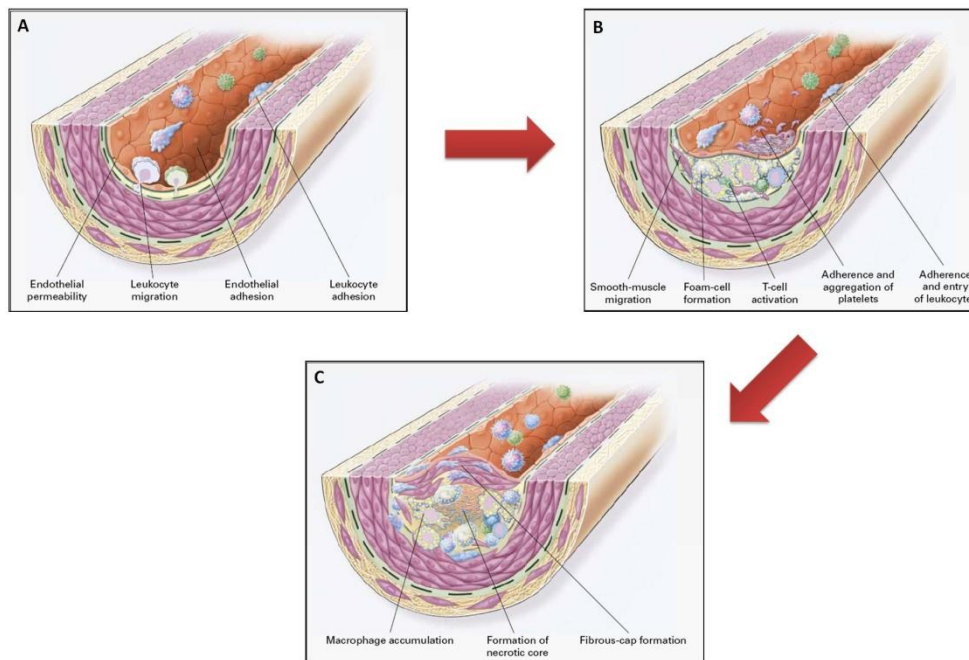 A
Endothelial
permeability
Leukocyte
migration
Endothelial
adhesion
Leukocyte
adhesion
B
Smooth-muscle
migration
Foam-cell
formation
T-cell
activation
Adherence and
aggregation of
platelets
Adherence
and entry
of leukocyte
C
Macrophage accumulation
Formation of
necrotic core
Fibrous-cap formation